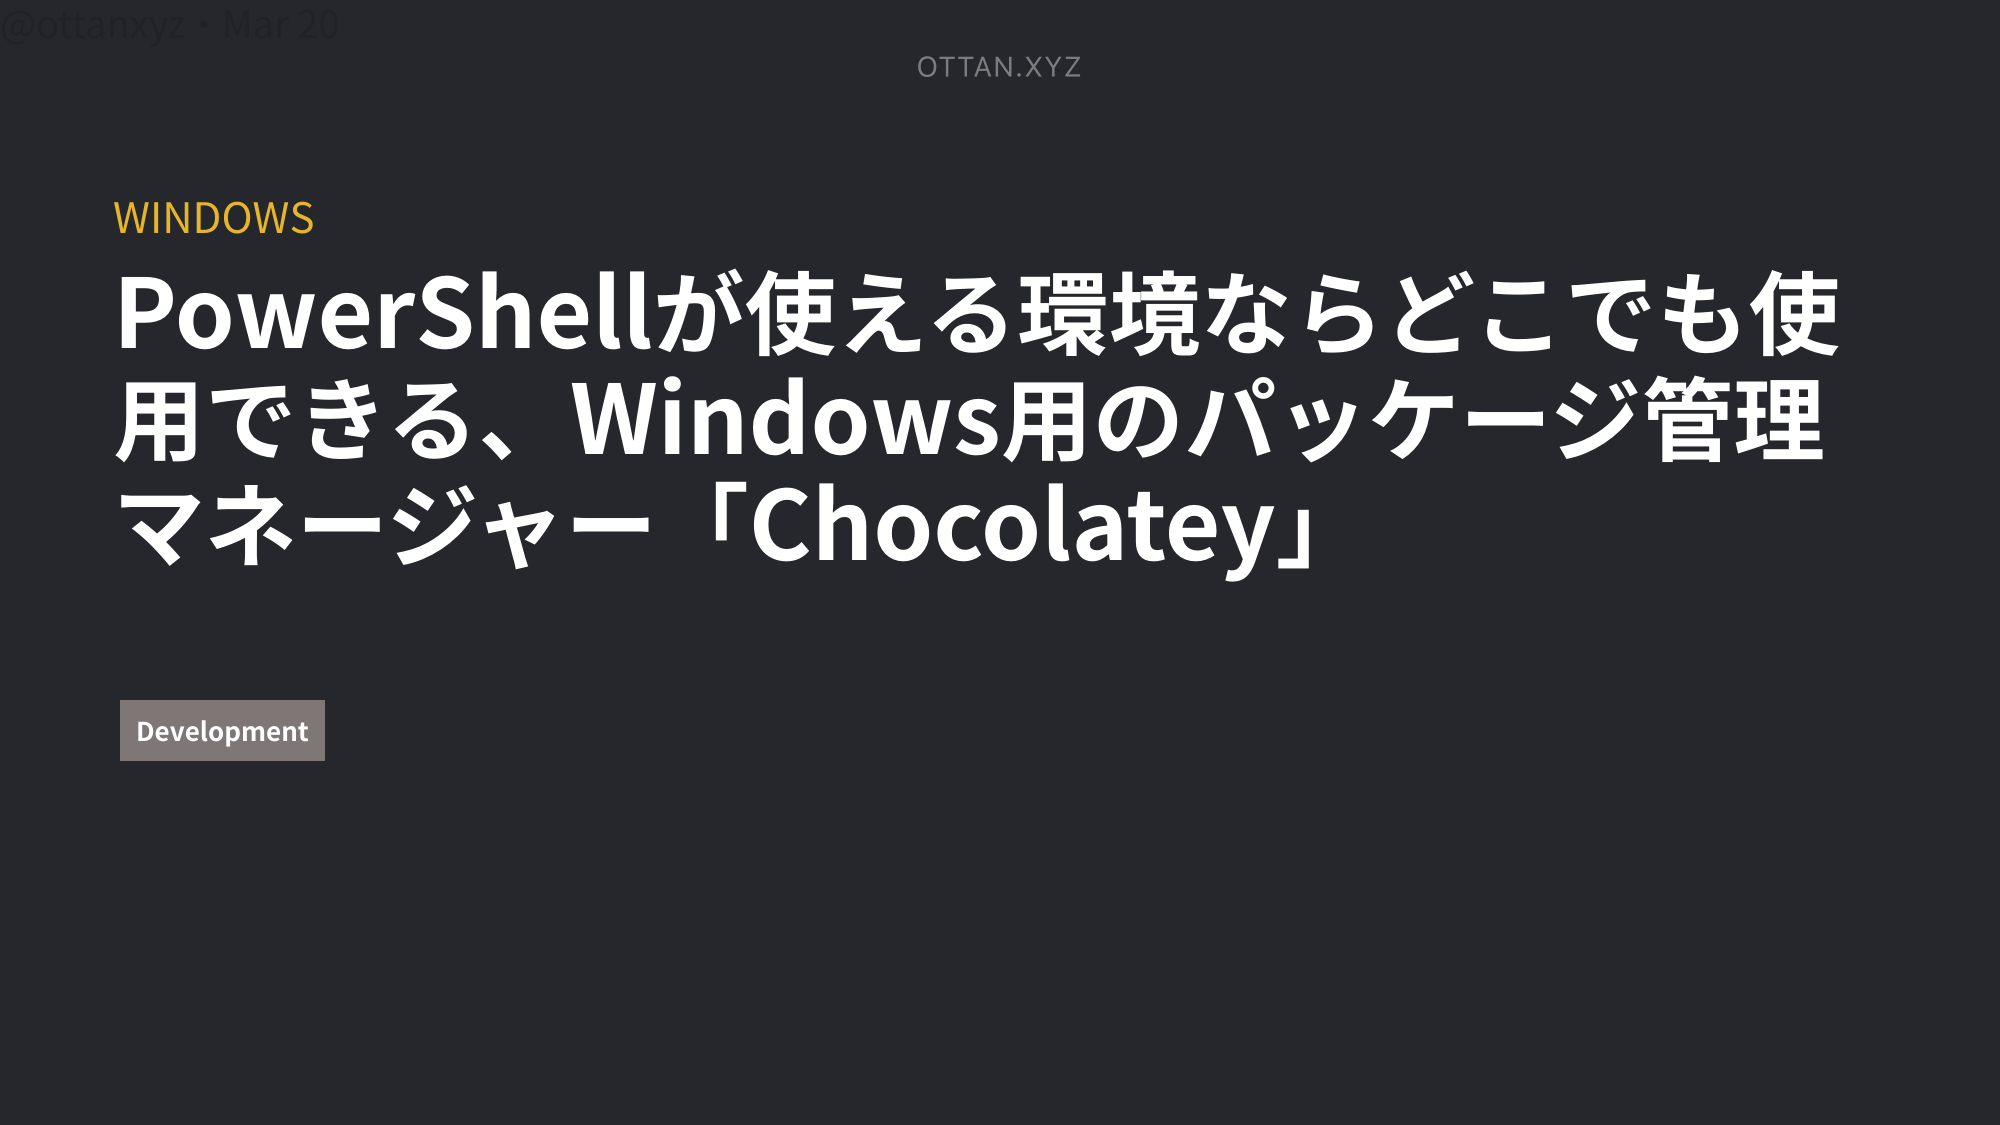 @ottanxyz・Mar 20
OTTAN.XYZ
WINDOWS
PowerShellが使える環境ならどこでも使
用できる、Windows用のパッケージ管理
マネージャー「Chocolatey」
Development